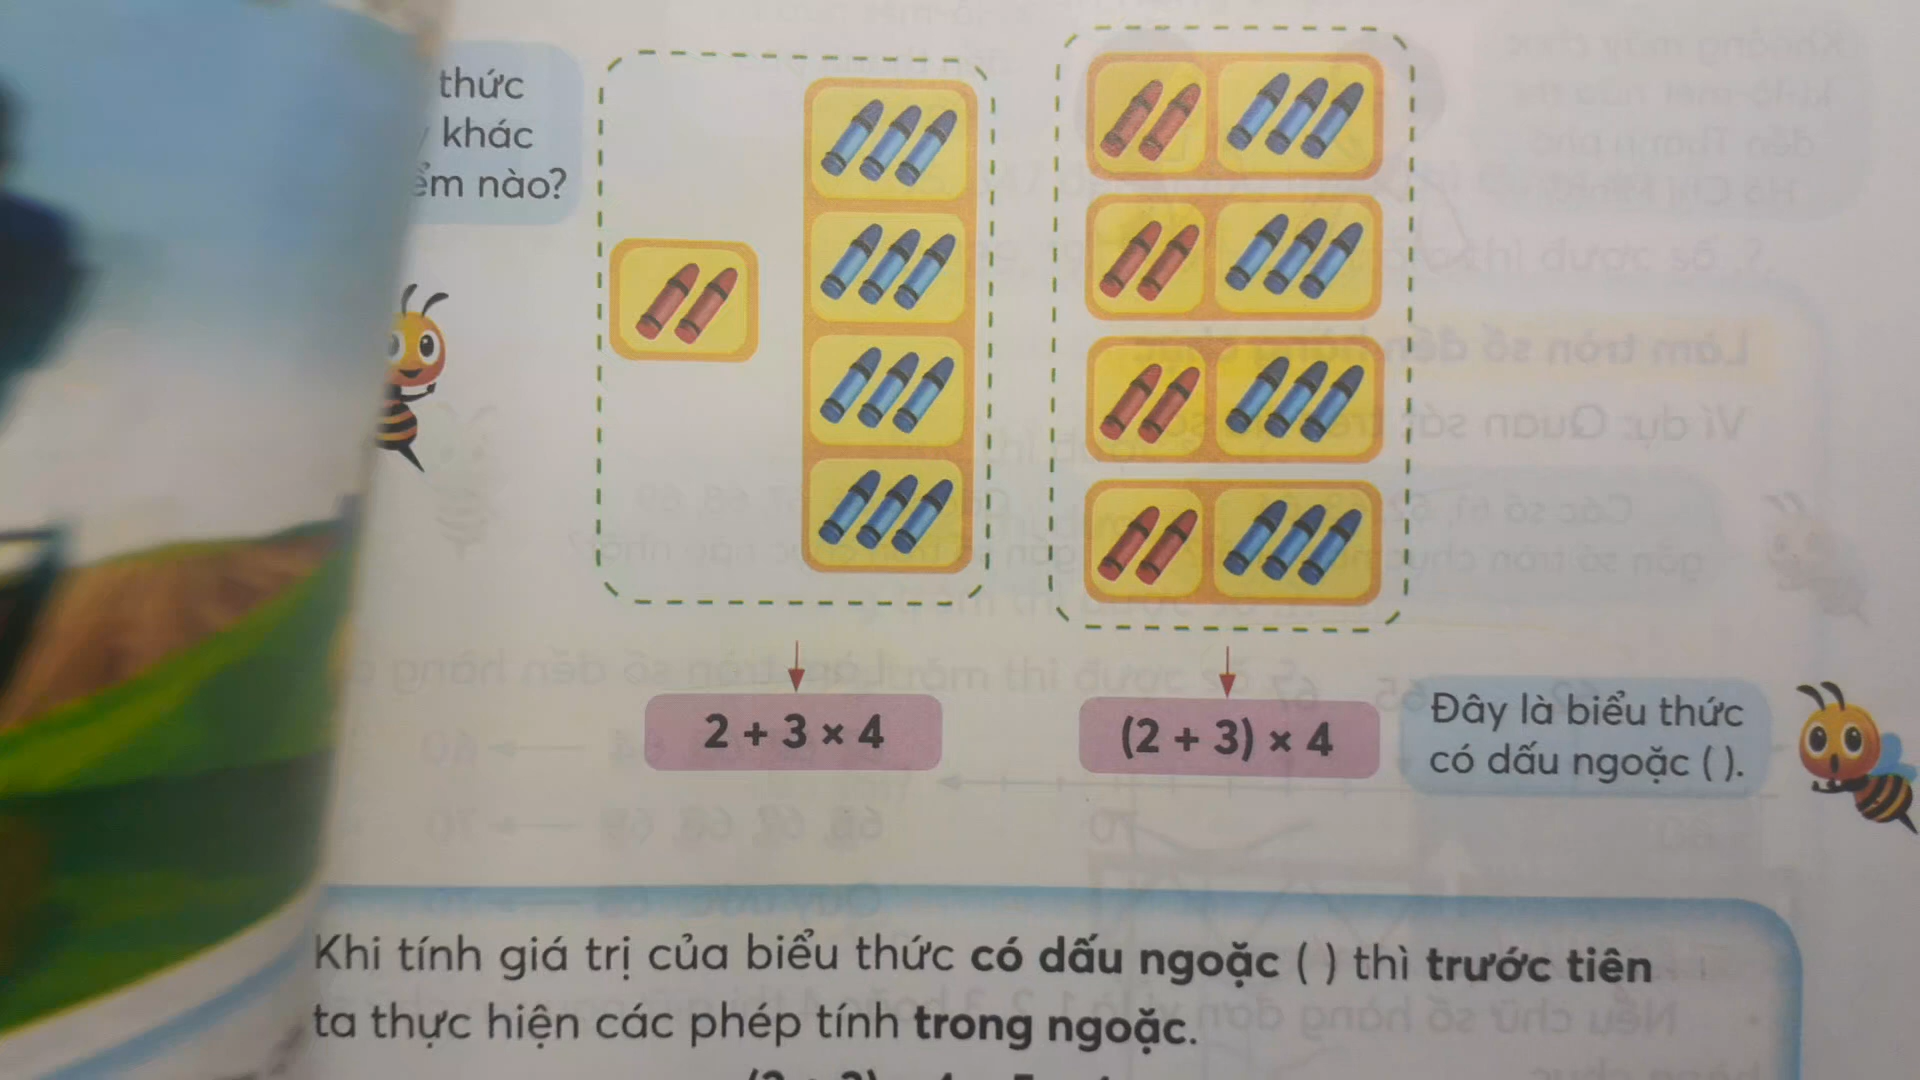 thức
khác
nào?
2 + 3 × 4
(2 + 3) × 4
Đây là biểu thức
có dấu ngoặc ( ).
Khi tính giá trị của biểu thức có dấu ngoặc ( ) thì trước tiên
ta thực hiện các phép tính trong ngoặc.